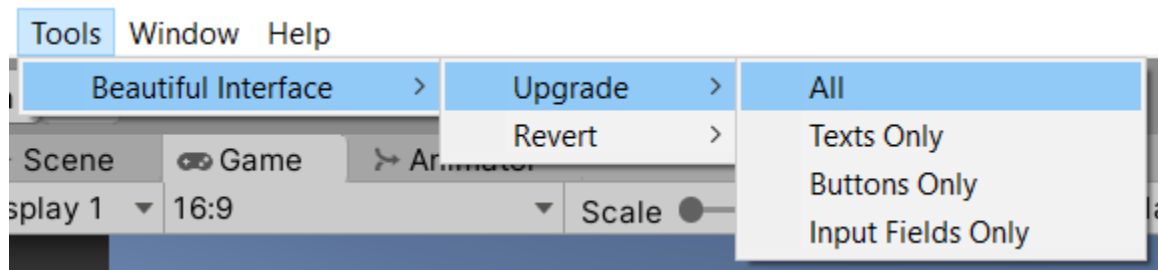 Tools Window Help
Beautiful Interface > Upgrade > All
Revert > Texts Only
Scene Game Buttons Only
16:9 Scale Input Fields Only